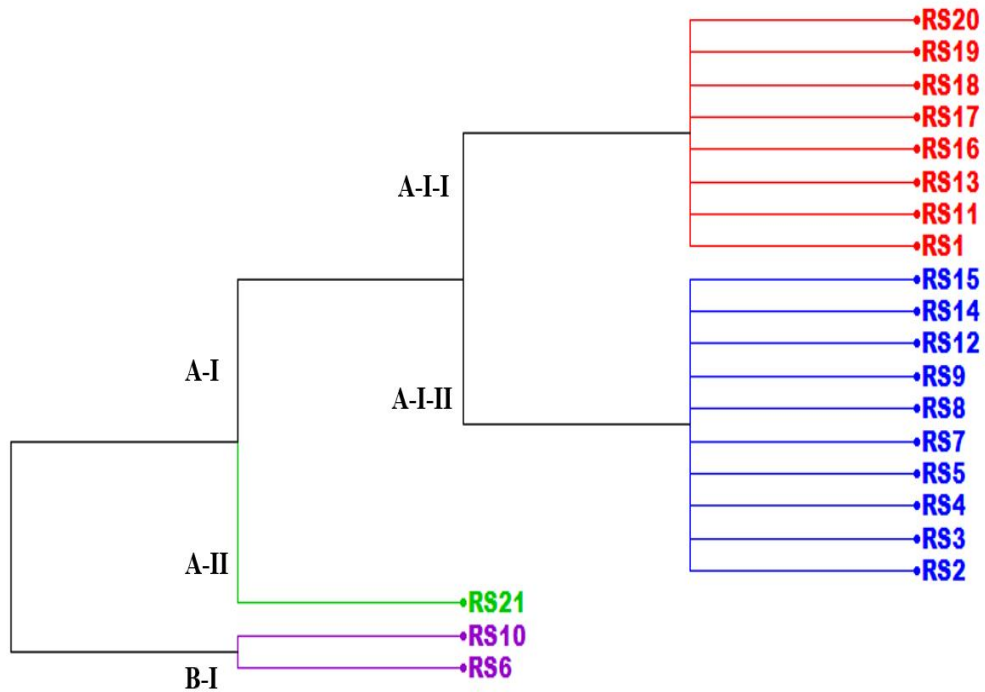 RS20
RS19
RS18
RS17
RS16
A-I-I
RS13
RS11
RS1
RS15
RS14
RS12
A-I
RS9
A-I-II
RS8
RS7
RS5
RS4
RS3
A-II
RS2
RS21
RS10
RS6
B-I